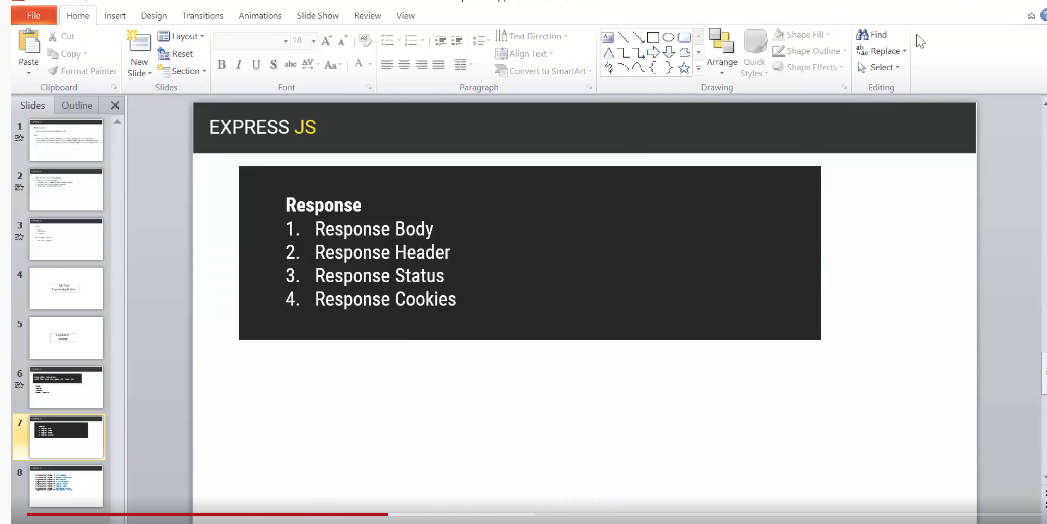 File Home Insert Design Transitions Animations Slide Show Review View
Paste
Cut
Copy
Format Painter
Clipboard
New
Slide
Layout
Reset
Section
Slides
18
B I U S abc AV Aa A
Font
Text Direction
Align Text
Convert to SmartArt
Paragraph
Arrange
Quick
Styles
Shape Fill
Shape Outline
Shape Effects
Drawing
Find
Replace
Select
Editing
Slides Outline
1
2
3
4
5
6
7
8
EXPRESS JS
Response
1. Response Body
2. Response Header
3. Response Status
4. Response Cookies